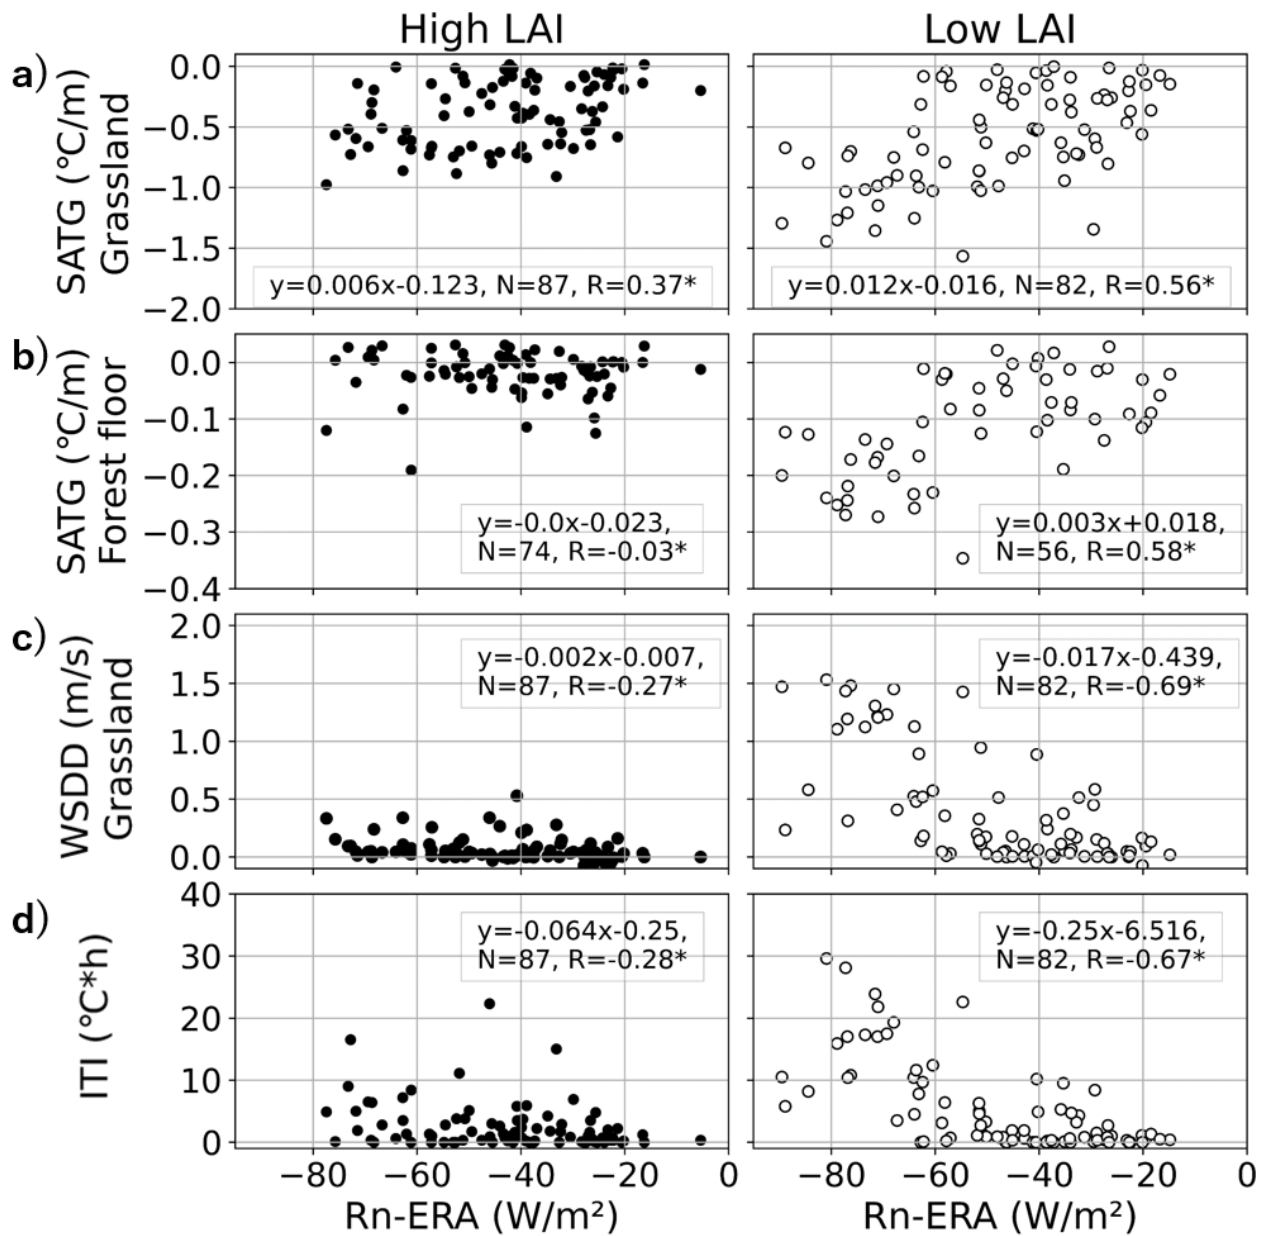 High LAI
Low LAI
a)
SATG (°C/m)
Grassland
0.0
−0.5
−1.0
−1.5
−2.0
y=0.006x-0.123, N=87, R=0.37*
y=0.012x-0.016, N=82, R=0.56*
b)
SATG (°C/m)
Forest floor
0.0
−0.1
−0.2
−0.3
−0.4
y=-0.0x-0.023,
N=74, R=-0.03*
y=0.003x+0.018,
N=56, R=0.58*
c)
WSDD (m/s)
Grassland
2.0
1.5
1.0
0.5
0.0
y=-0.002x-0.007,
N=87, R=-0.27*
y=-0.017x-0.439,
N=82, R=-0.69*
d)
ITI (°C*h)
40
30
20
10
0
y=-0.064x-0.25,
N=87, R=-0.28*
y=-0.25x-6.516,
N=82, R=-0.67*
−80 −60 −40 −20 0
−80 −60 −40 −20 0
Rn-ERA (W/m²)
Rn-ERA (W/m²)